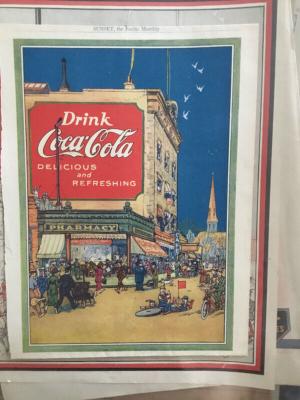 SUNSET, the Pacific Monthly
Drink
Coca-Cola
DELICIOUS
and
REFRESHING
PHARMACY